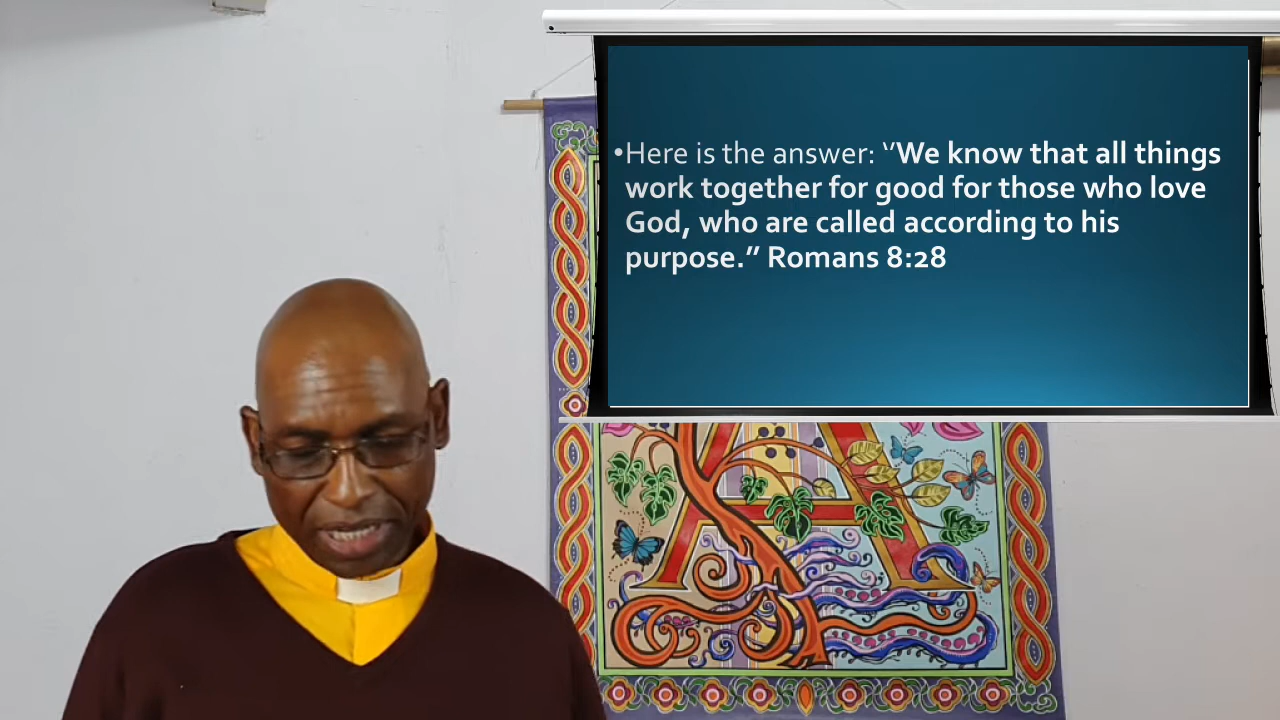 •Here is the answer: ‘’We know that all things
work together for good for those who love
God, who are called according to his
purpose.” Romans 8:28
A